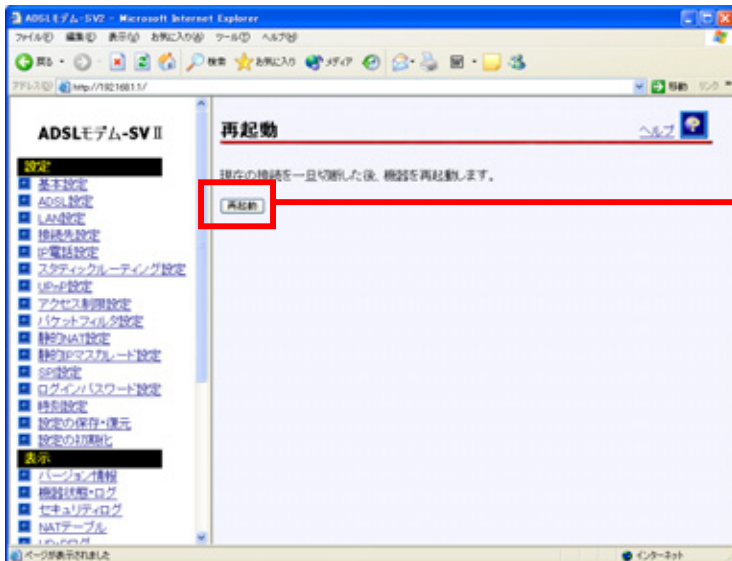 ADSLモデム-SV2 - Microsoft Internet Explorer
ファイル(F) 編集(E) 表示(V) お気に入り(A) ツール(T) ヘルプ(H)
戻る 検索 お気に入り メディア
アドレス(D) http://192.168.1.1/ 移動 リンク
ADSLモデム-SVⅡ
設定
基本設定
ADSL設定
LAN設定
接続先設定
IP電話設定
スタティックルーティング設定
UPnP設定
アクセス制限設定
パケットフィルタ設定
静的NAT設定
静的IPマスカレード設定
SPI設定
ログインパスワード設定
時刻設定
設定の保存・復元
設定の初期化
表示
バージョン情報
機器状態・ログ
セキュリティログ
NATテーブル
UPnPログ
再起動
ヘルプ
現在の接続を一旦切断した後、機器を再起動します。
再起動
ページが表示されました
インターネット